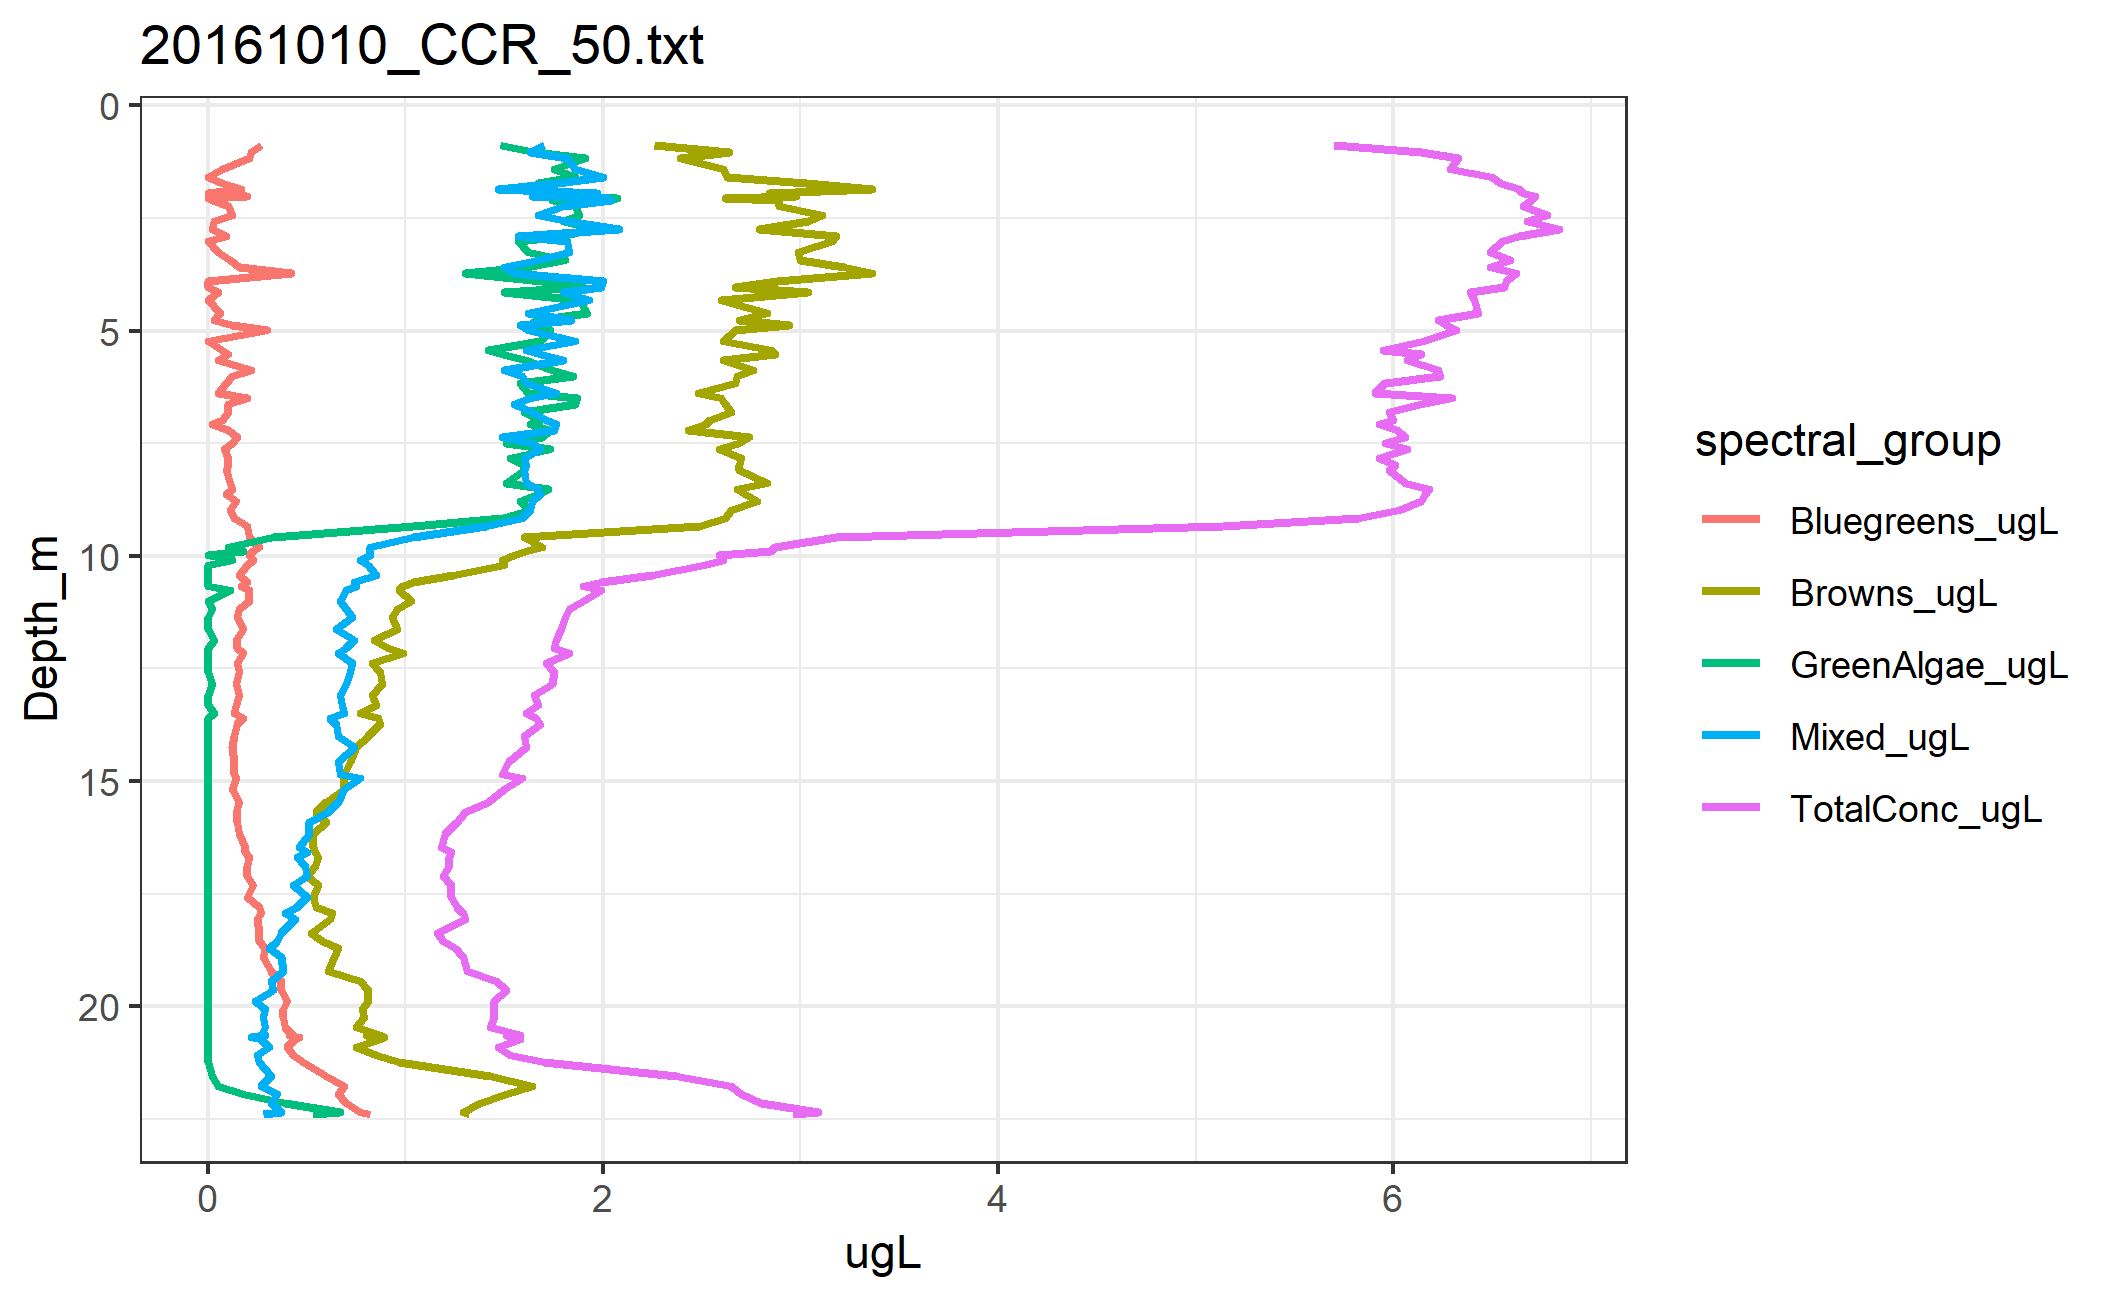 20161010_CCR_50.txt
0
5
10
15
20
Depth_m
0 2 4 6
ugL
spectral_group
Bluegreens_ugL
Browns_ugL
GreenAlgae_ugL
Mixed_ugL
TotalConc_ugL